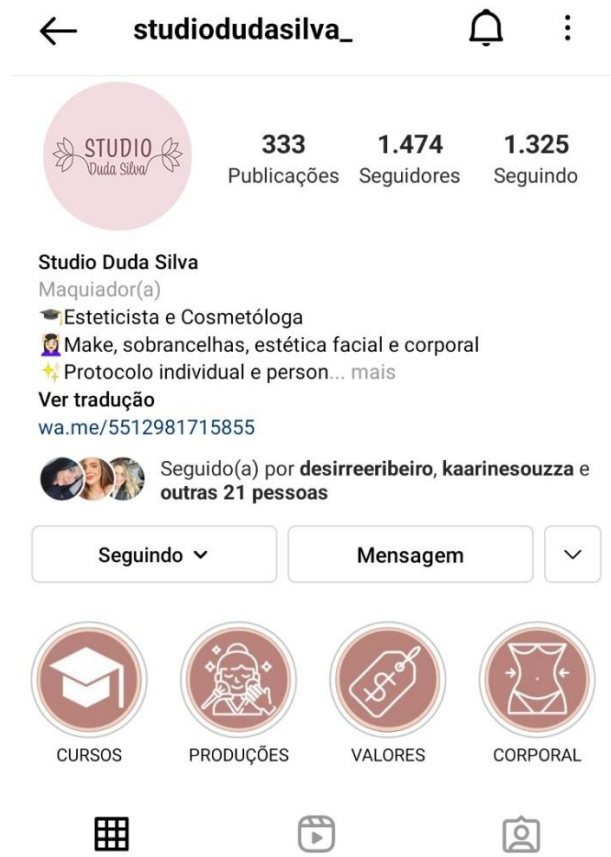 studiodudasilva_
STUDIO
Duda Silva
333 1.474 1.325
Publicações Seguidores Seguindo
Studio Duda Silva
Maquiador(a)
🎓Esteticista e Cosmetóloga
💆🏻‍♀️Make, sobrancelhas, estética facial e corporal
✨Protocolo individual e person... mais
Ver tradução
wa.me/5512981715855
Seguido(a) por desirreeribeiro, kaarinesouzza e
outras 21 pessoas
Seguindo Mensagem
CURSOS PRODUÇÕES VALORES CORPORAL